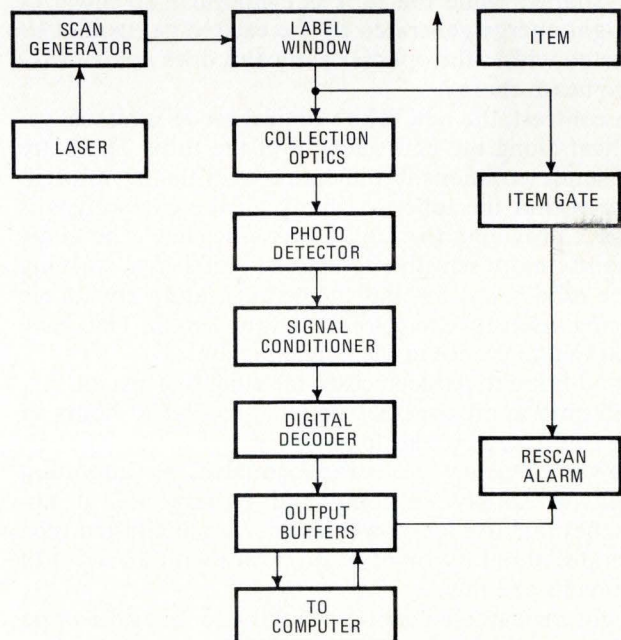 SCAN
GENERATOR
LABEL
WINDOW
ITEM
LASER
COLLECTION
OPTICS
ITEM GATE
PHOTO
DETECTOR
SIGNAL
CONDITIONER
DIGITAL
DECODER
RESCAN
ALARM
OUTPUT
BUFFERS
TO
COMPUTER